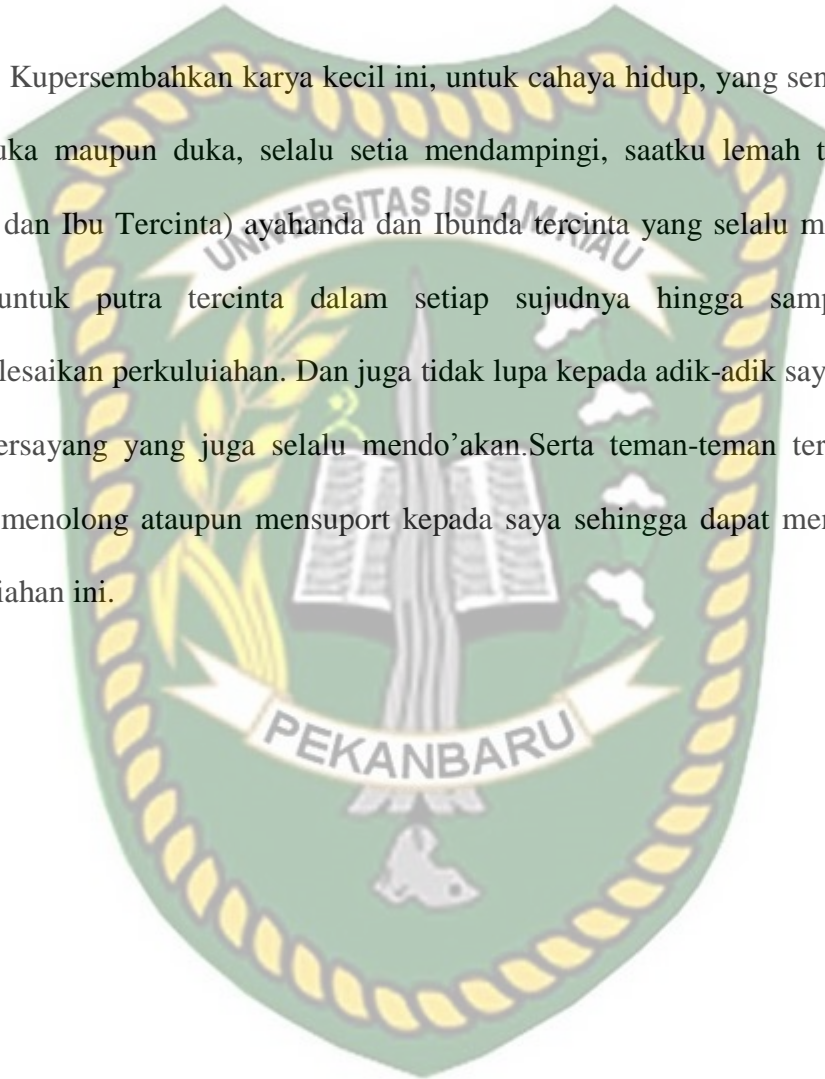 Kupersembahkan karya kecil ini, untuk cahaya hidup, yang sen
uka maupun duka, selalu setia mendampingi, saatku lemah t
UNIVERSITAS ISLAM RIAU
dan Ibu Tercinta) ayahanda dan Ibunda tercinta yang selalu m
untuk putra tercinta dalam setiap sujudnya hingga samp
lesaikan perkuluiahan. Dan juga tidak lupa kepada adik-adik say
ersayang yang juga selalu mendo’akan.Serta teman-teman ter
menolong ataupun mensuport kepada saya sehingga dapat mer
iahan ini.
PEKANBARU